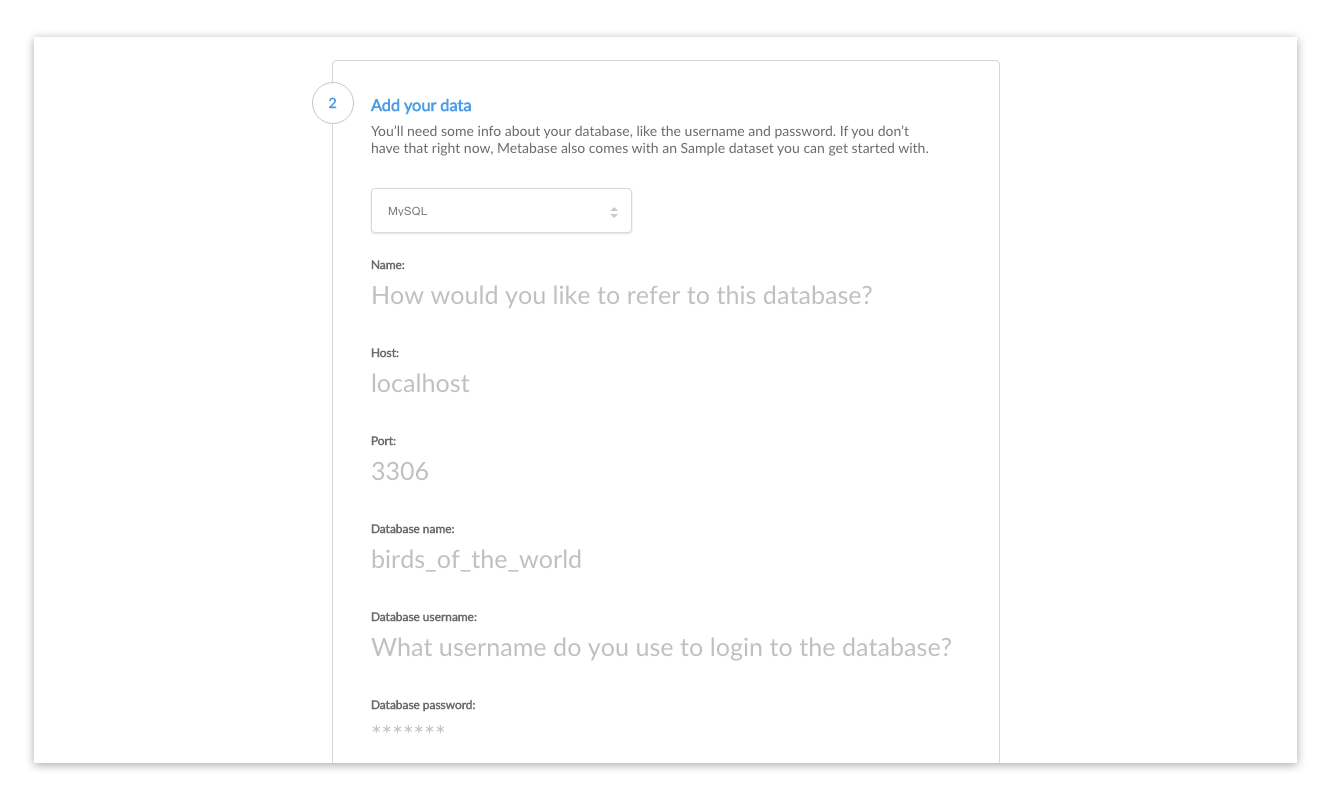 2
Add your data
You’ll need some info about your database, like the username and password. If you don’t
have that right now, Metabase also comes with an Sample dataset you can get started with.
MySQL
Name:
How would you like to refer to this database?
Host:
localhost
Port:
3306
Database name:
birds_of_the_world
Database username:
What username do you use to login to the database?
Database password:
*******